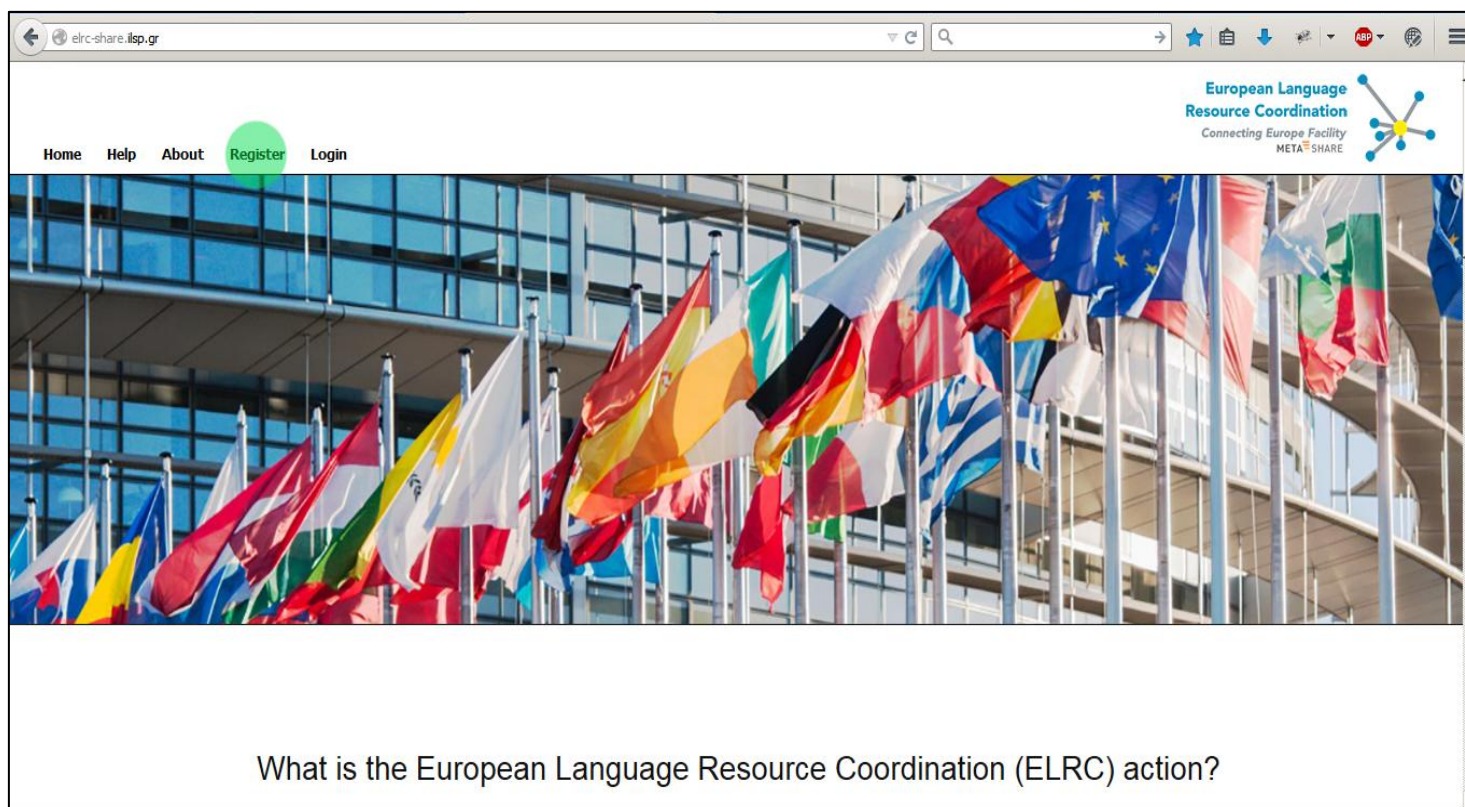 elrc-share.ilsp.gr
ABP
European Language
Resource Coordination
Connecting Europe Facility
META SHARE
Home Help About Register Login
What is the European Language Resource Coordination (ELRC) action?